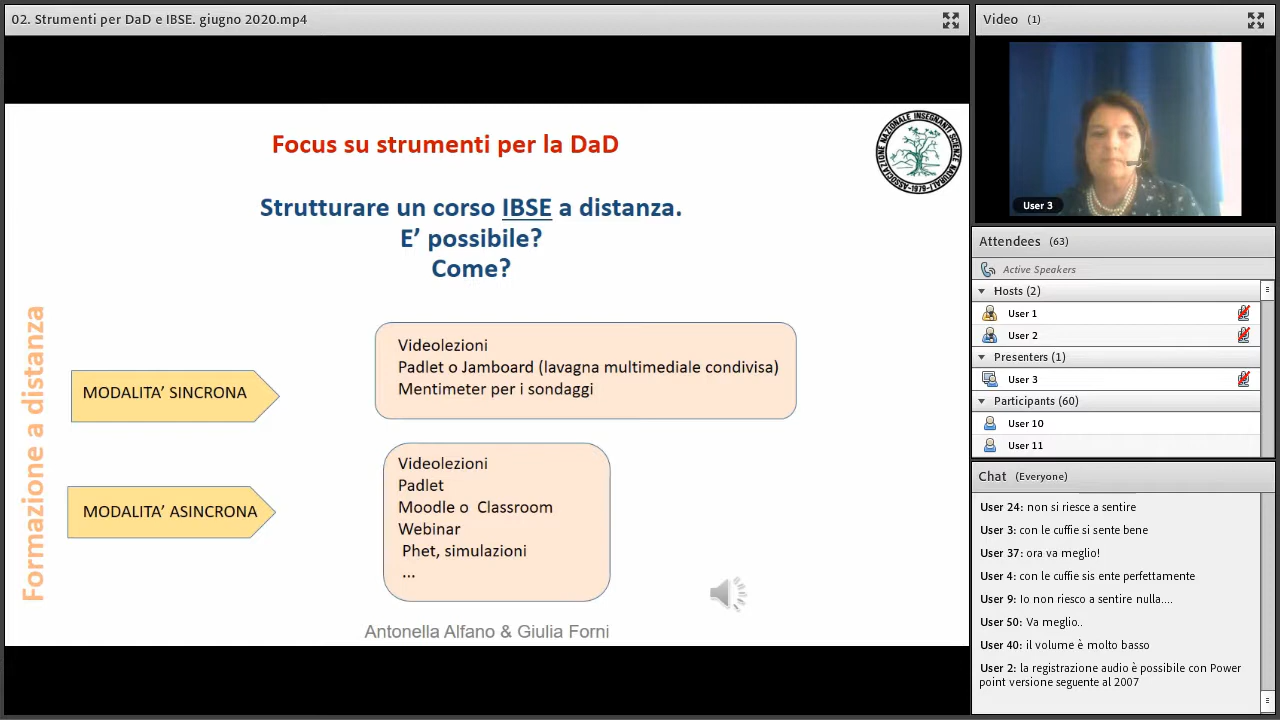 02. Strumenti per DaD e IBSE. giugno 2020.mp4
Focus su strumenti per la DaD
ASSOCIAZIONE NAZIONALE INSEGNANTI SCIENZE NATURALI
-1979-
Strutturare un corso IBSE a distanza.
E’ possibile?
Come?
Formazione a distanza
MODALITA’ SINCRONA
Videolezioni
Padlet o Jamboard (lavagna multimediale condivisa)
Mentimeter per i sondaggi
MODALITA’ ASINCRONA
Videolezioni
Padlet
Moodle o Classroom
Webinar
Phet, simulazioni
...
Antonella Alfano & Giulia Forni
Video (1)
User 3
Attendees (63)
Active Speakers
Hosts (2)
User 1
User 2
Presenters (1)
User 3
Participants (60)
User 10
User 11
Chat (Everyone)
User 24: non si riesce a sentire
User 3: con le cuffie si sente bene
User 37: ora va meglio!
User 4: con le cuffie sis ente perfettamente
User 9: Io non riesco a sentire nulla....
User 50: Va meglio..
User 40: il volume è molto basso
User 2: la registrazione audio è possibile con Power
point versione seguente al 2007